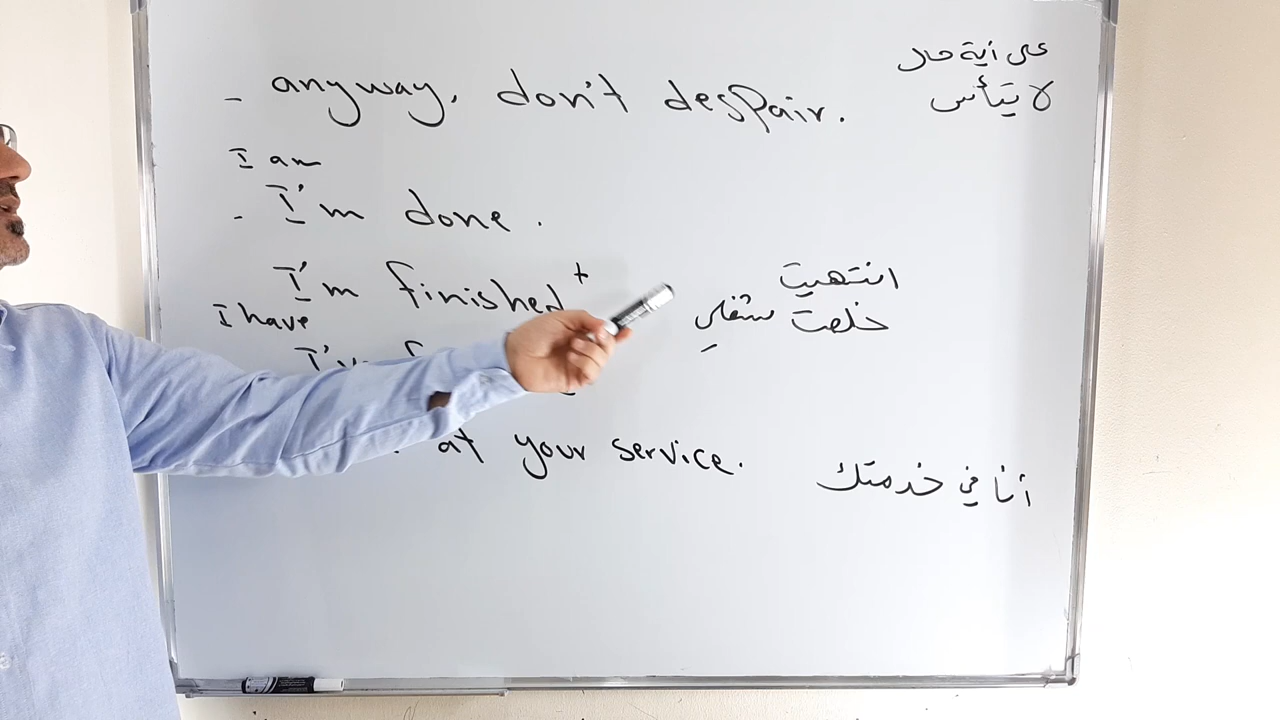 - anyway, don't despair.
على أية حال
لا تيأس
I am
- I'm done.
I'm finished +
انتهيت
I have
خلصت شغلي
at your service.
أنا في خدمتك